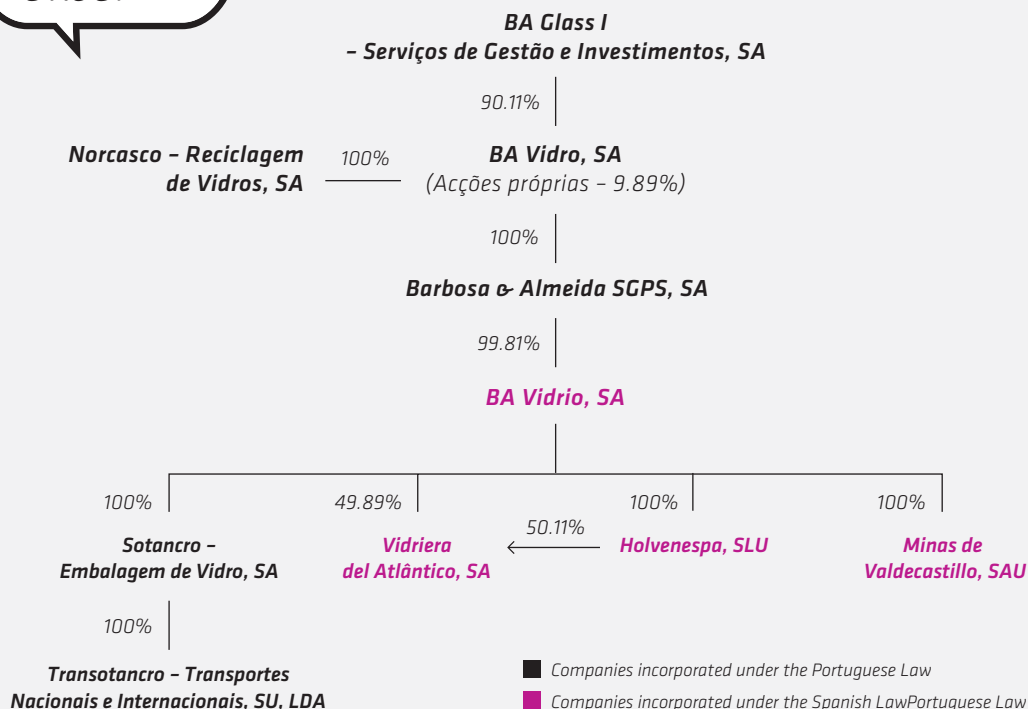 BA Glass I
– Serviços de Gestão e Investimentos, SA
90.11%
Norcasco – Reciclagem
de Vidros, SA
100%
BA Vidro, SA
(Acções próprias – 9.89%)
100%
Barbosa & Almeida SGPS, SA
99.81%
BA Vidrio, SA
100%
49.89%
100%
100%
Sotancro –
Embalagem de Vidro, SA
Vidriera
del Atlântico, SA
50.11%
Holvenespa, SLU
Minas de
Valdecastillo, SAU
100%
Transotancro – Transportes
Nacionais e Internacionais, SU, LDA
Companies incorporated under the Portuguese Law
Companies incorporated under the Spanish LawPortuguese Law